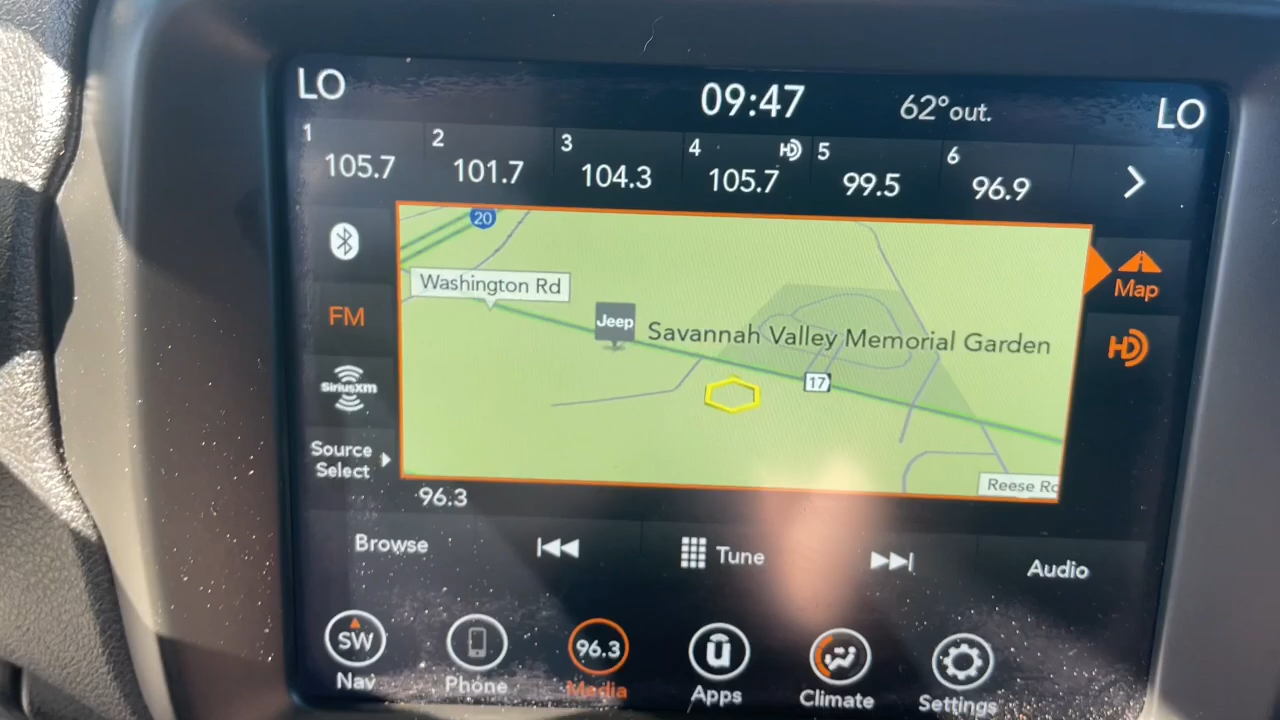 LO
09:47
62°out.
LO
1
105.7
2
101.7
3
104.3
4
HD
105.7
5
99.5
6
96.9
20
Washington Rd
Jeep
Savannah Valley Memorial Garden
17
Reese Rd
Map
HD
FM
SiriusXM
Source
Select
96.3
Browse
Tune
Audio
SW
Nav
Phone
96.3
Media
u
Apps
Climate
Settings